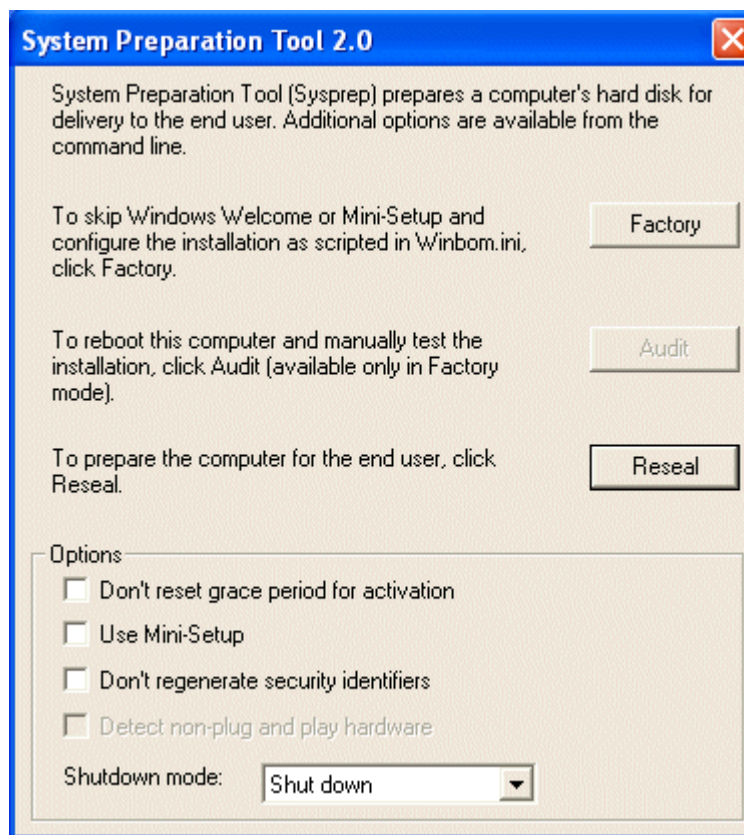 System Preparation Tool 2.0
System Preparation Tool (Sysprep) prepares a computer's hard disk for
delivery to the end user. Additional options are available from the
command line.
To skip Windows Welcome or Mini-Setup and
configure the installation as scripted in Winbom.ini,
click Factory.
Factory
To reboot this computer and manually test the
installation, click Audit (available only in Factory
mode).
Audit
To prepare the computer for the end user, click
Reseal.
Reseal
Options
Don't reset grace period for activation
Use Mini-Setup
Don't regenerate security identifiers
Detect non-plug and play hardware
Shutdown mode:
Shut down